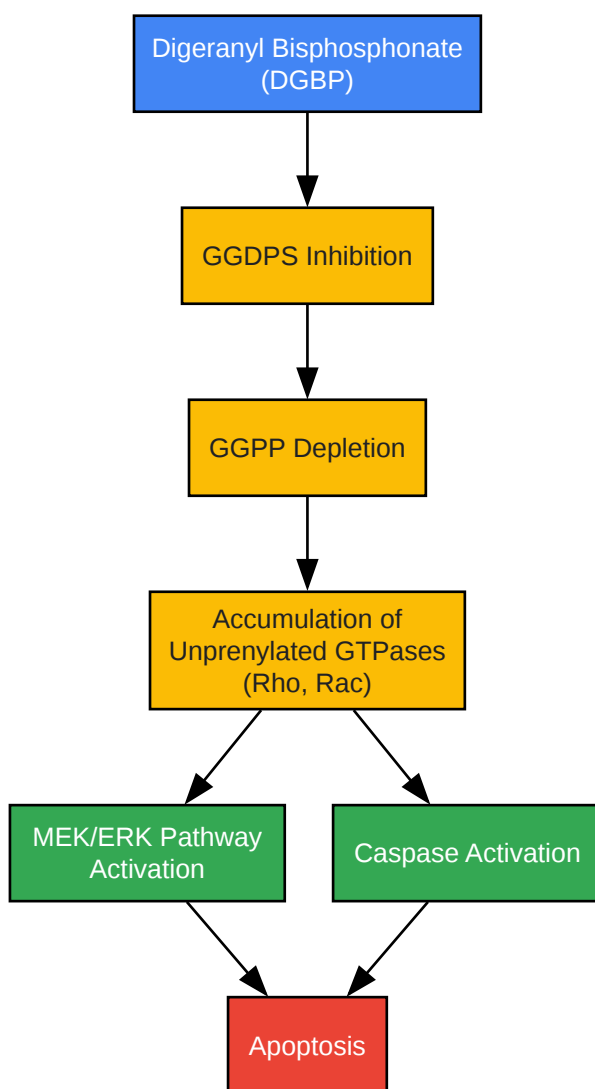 Digeranyl Bisphosphonate
(DGBP)
GGDPS Inhibition
GGPP Depletion
Accumulation of
Unprenylated GTPases
(Rho, Rac)
MEK/ERK Pathway
Activation
Caspase Activation
Apoptosis